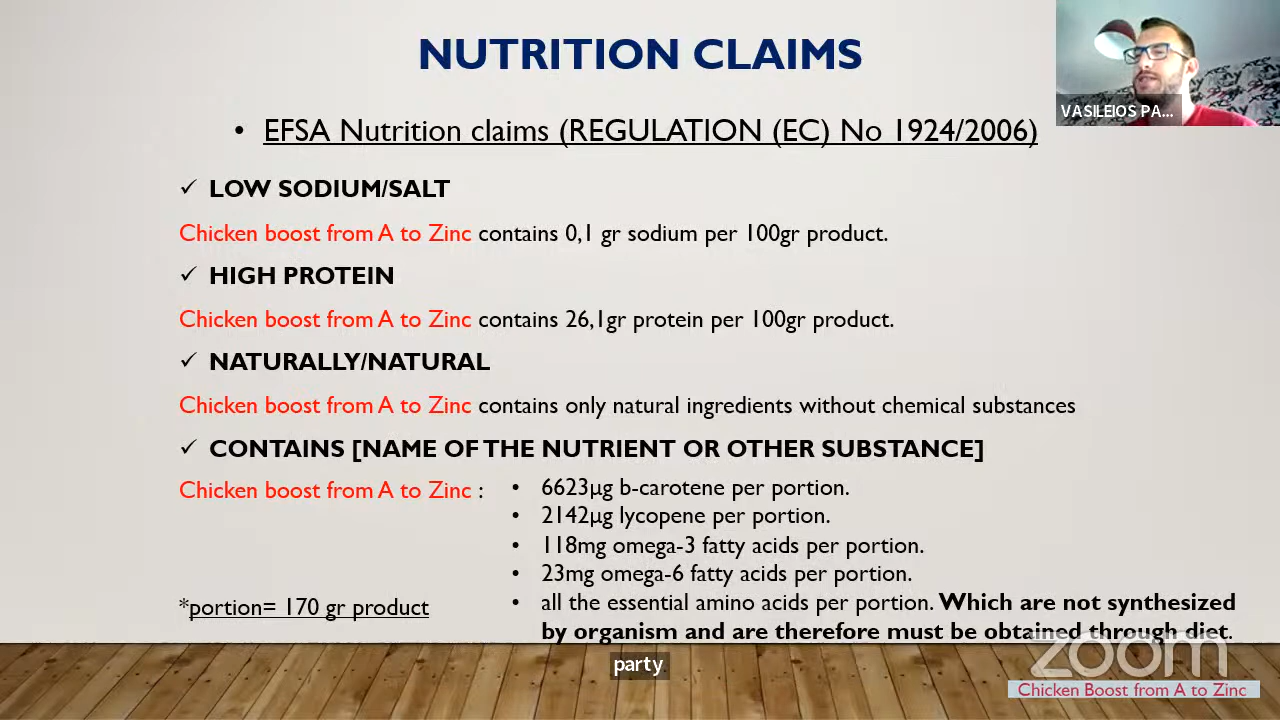 NUTRITION CLAIMS
• EFSA Nutrition claims (REGULATION (EC) No 1924/2006)
VASILEIOS PA...
✓ LOW SODIUM/SALT
Chicken boost from A to Zinc contains 0,1 gr sodium per 100gr product.
✓ HIGH PROTEIN
Chicken boost from A to Zinc contains 26,1gr protein per 100gr product.
✓ NATURALLY/NATURAL
Chicken boost from A to Zinc contains only natural ingredients without chemical substances
✓ CONTAINS [NAME OF THE NUTRIENT OR OTHER SUBSTANCE]
Chicken boost from A to Zinc :
• 6623µg b-carotene per portion.
• 2142µg lycopene per portion.
• 118mg omega-3 fatty acids per portion.
• 23mg omega-6 fatty acids per portion.
• all the essential amino acids per portion. Which are not synthesized
by organism and are therefore must be obtained through diet.
*portion= 170 gr product
party
zoom
Chicken Boost from A to Zinc